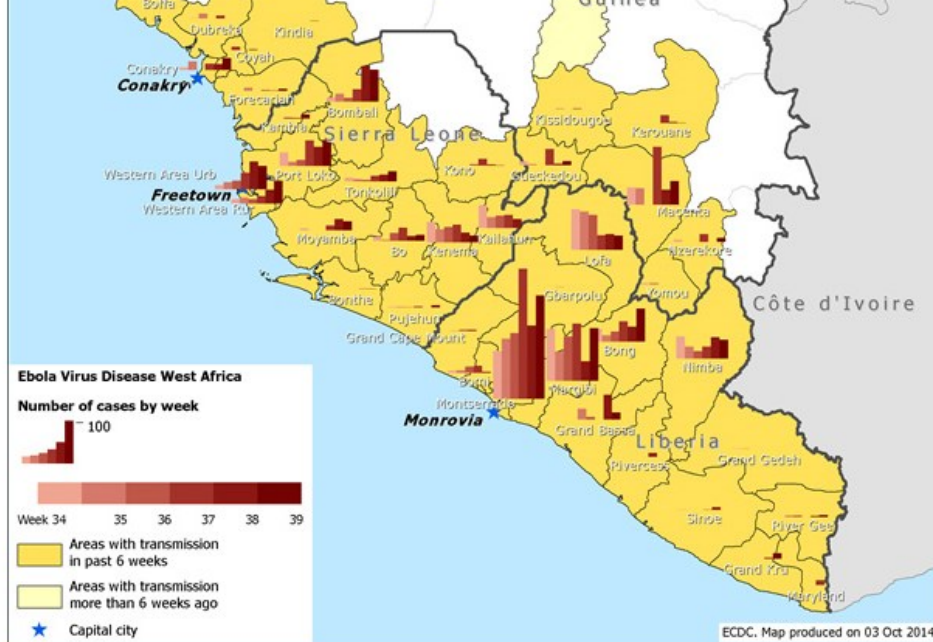 Guinea
Boffa
Dubreka
Kindia
Coyah
Conakry
Conakry
Forecariah
Bombali
Kissidougou
Kerouane
Kambia
Sierra Leone
Kono
Gueckedou
Western Area Urb
Port Loko
Tonkolili
Freetown
Western Area Ru
Macenta
Moyamba
Bo
Kenema
Kailahun
Lofa
Nzerekore
Bonthe
Gbarpolu
Yomou
Côte d'Ivoire
Pujehun
Grand Cape Mount
Bong
Nimba
Bomi
Margibi
Montserrado
Monrovia
Grand Bassa
Liberia
Rivercess
Grand Gedeh
Sinoe
River Gee
Grand Kru
Maryland
Ebola Virus Disease West Africa
Number of cases by week
100
Week 34 35 36 37 38 39
Areas with transmission
in past 6 weeks
Areas with transmission
more than 6 weeks ago
Capital city
ECDC. Map produced on 03 Oct 2014